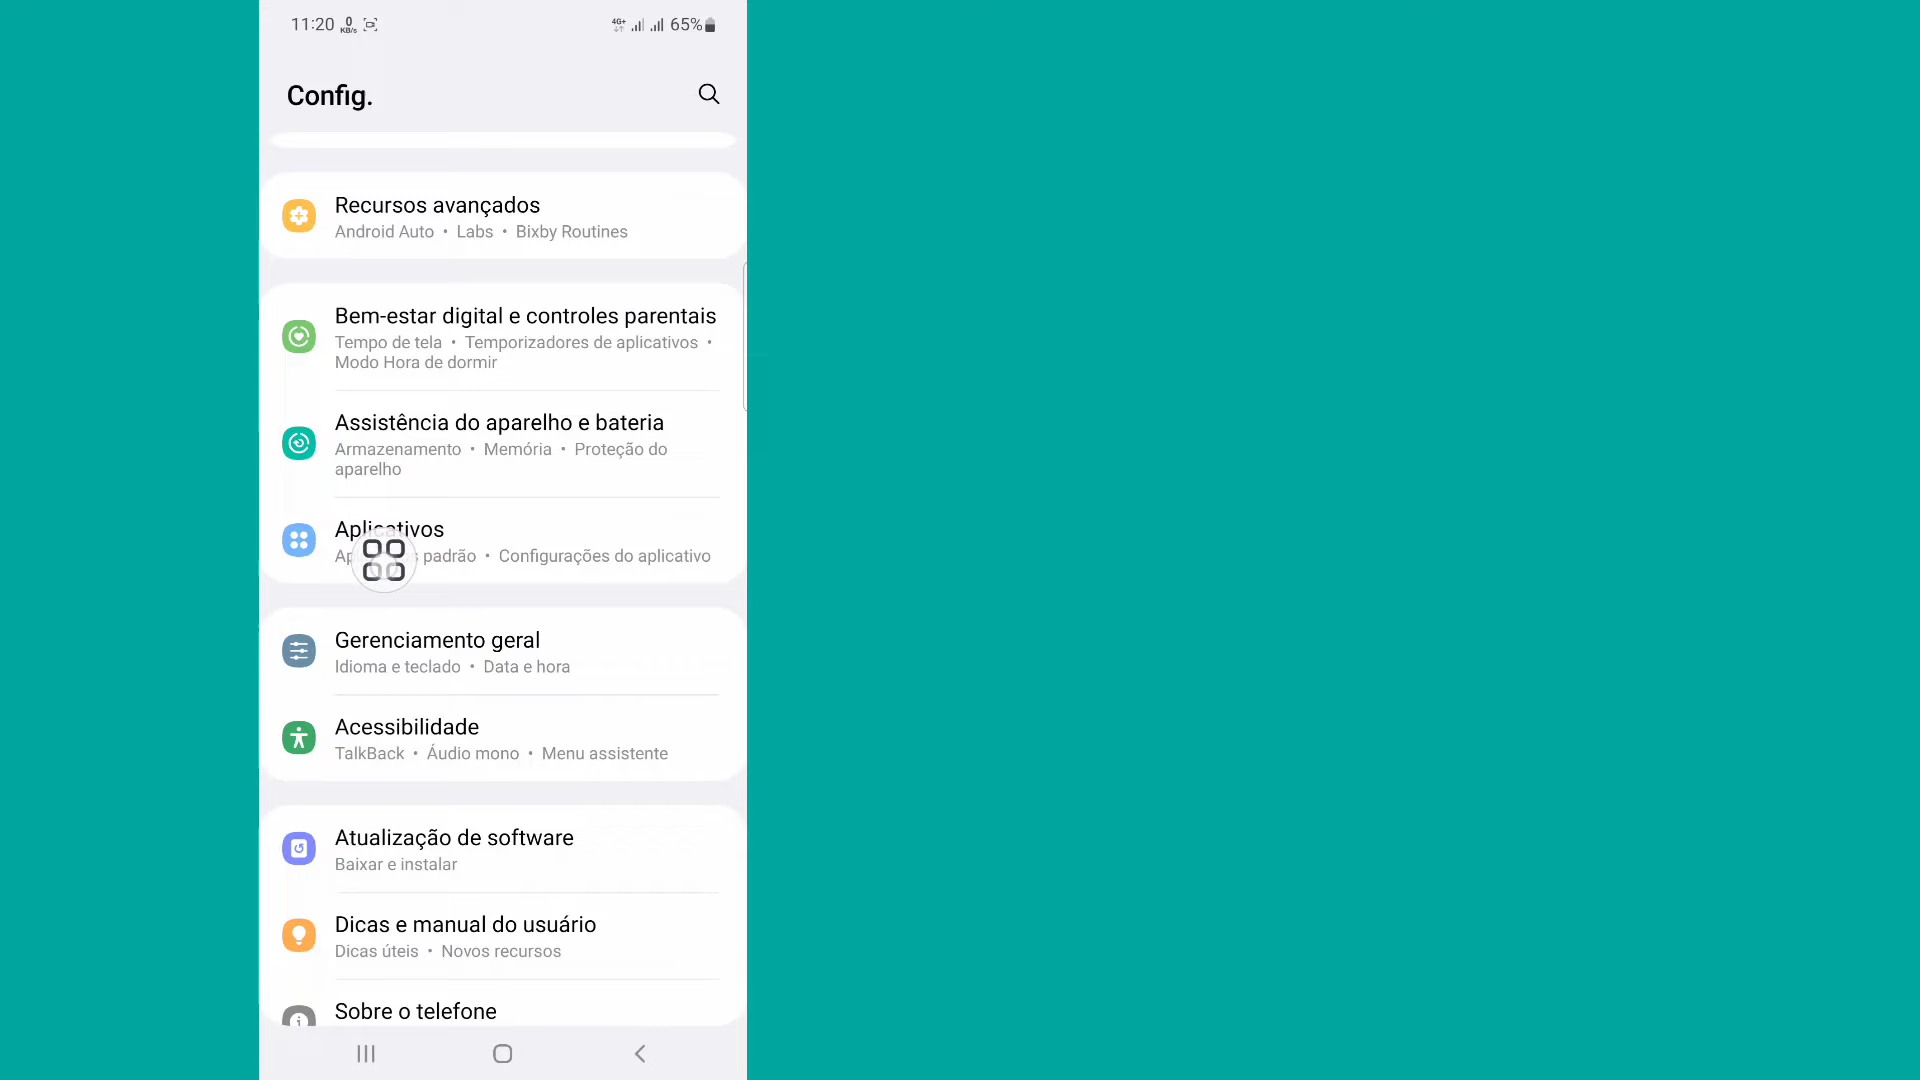 11:20 0 KB/s 4G+ 65%
Config.
Recursos avançados
Android Auto • Labs • Bixby Routines
Bem-estar digital e controles parentais
Tempo de tela • Temporizadores de aplicativos •
Modo Hora de dormir
Assistência do aparelho e bateria
Armazenamento • Memória • Proteção do
aparelho
Aplicativos
padrão • Configurações do aplicativo
Gerenciamento geral
Idioma e teclado • Data e hora
Acessibilidade
TalkBack • Áudio mono • Menu assistente
Atualização de software
Baixar e instalar
Dicas e manual do usuário
Dicas úteis • Novos recursos
Sobre o telefone